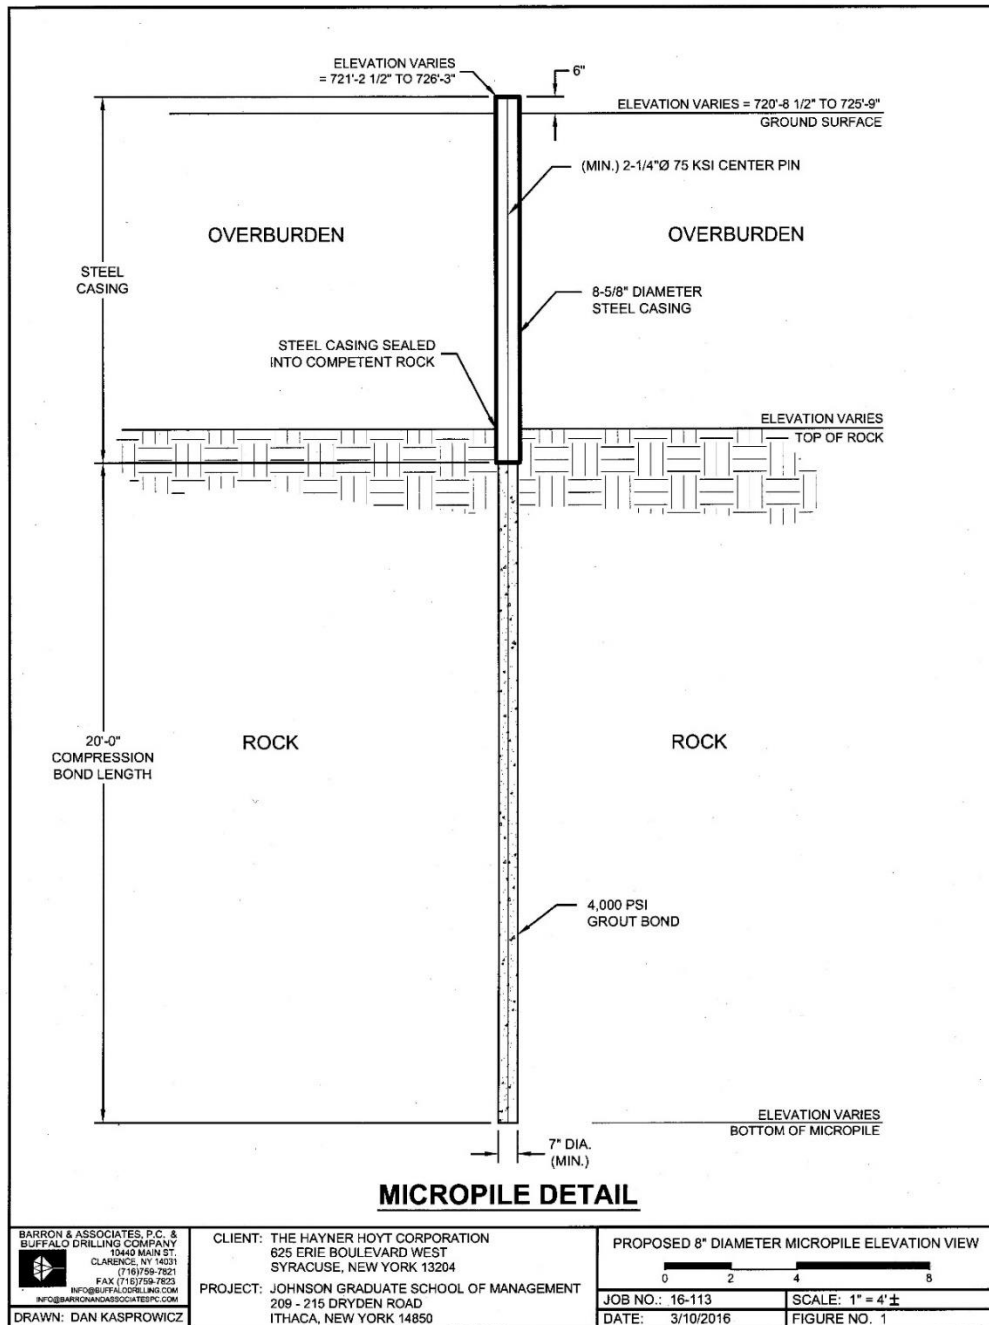 ELEVATION VARIES
= 721'-2 1/2" TO 726'-3"
6"
ELEVATION VARIES = 720'-8 1/2" TO 725'-9"
GROUND SURFACE
(MIN.) 2-1/4"Ø 75 KSI CENTER PIN
OVERBURDEN
OVERBURDEN
STEEL
CASING
8-5/8" DIAMETER
STEEL CASING
STEEL CASING SEALED
INTO COMPETENT ROCK
ELEVATION VARIES
TOP OF ROCK
20'-0"
COMPRESSION
BOND LENGTH
ROCK
ROCK
4,000 PSI
GROUT BOND
ELEVATION VARIES
BOTTOM OF MICROPILE
7" DIA.
(MIN.)
MICROPILE DETAIL
BARRON & ASSOCIATES, P.C. &
BUFFALO DRILLING COMPANY
10440 MAIN ST.
CLARENCE, NY 14031
(716)759-7821
FAX (716)759-7823
INFO@BUFFALODRILLING.COM
INFO@BARRONANDASSOCIATESPC.COM
DRAWN: DAN KASPROWICZ
CLIENT: THE HAYNER HOYT CORPORATION
625 ERIE BOULEVARD WEST
SYRACUSE, NEW YORK 13204
PROJECT: JOHNSON GRADUATE SCHOOL OF MANAGEMENT
209 - 215 DRYDEN ROAD
ITHACA, NEW YORK 14850
PROPOSED 8" DIAMETER MICROPILE ELEVATION VIEW
0 2 4 8
JOB NO.: 16-113
SCALE: 1" = 4'±
DATE: 3/10/2016
FIGURE NO. 1